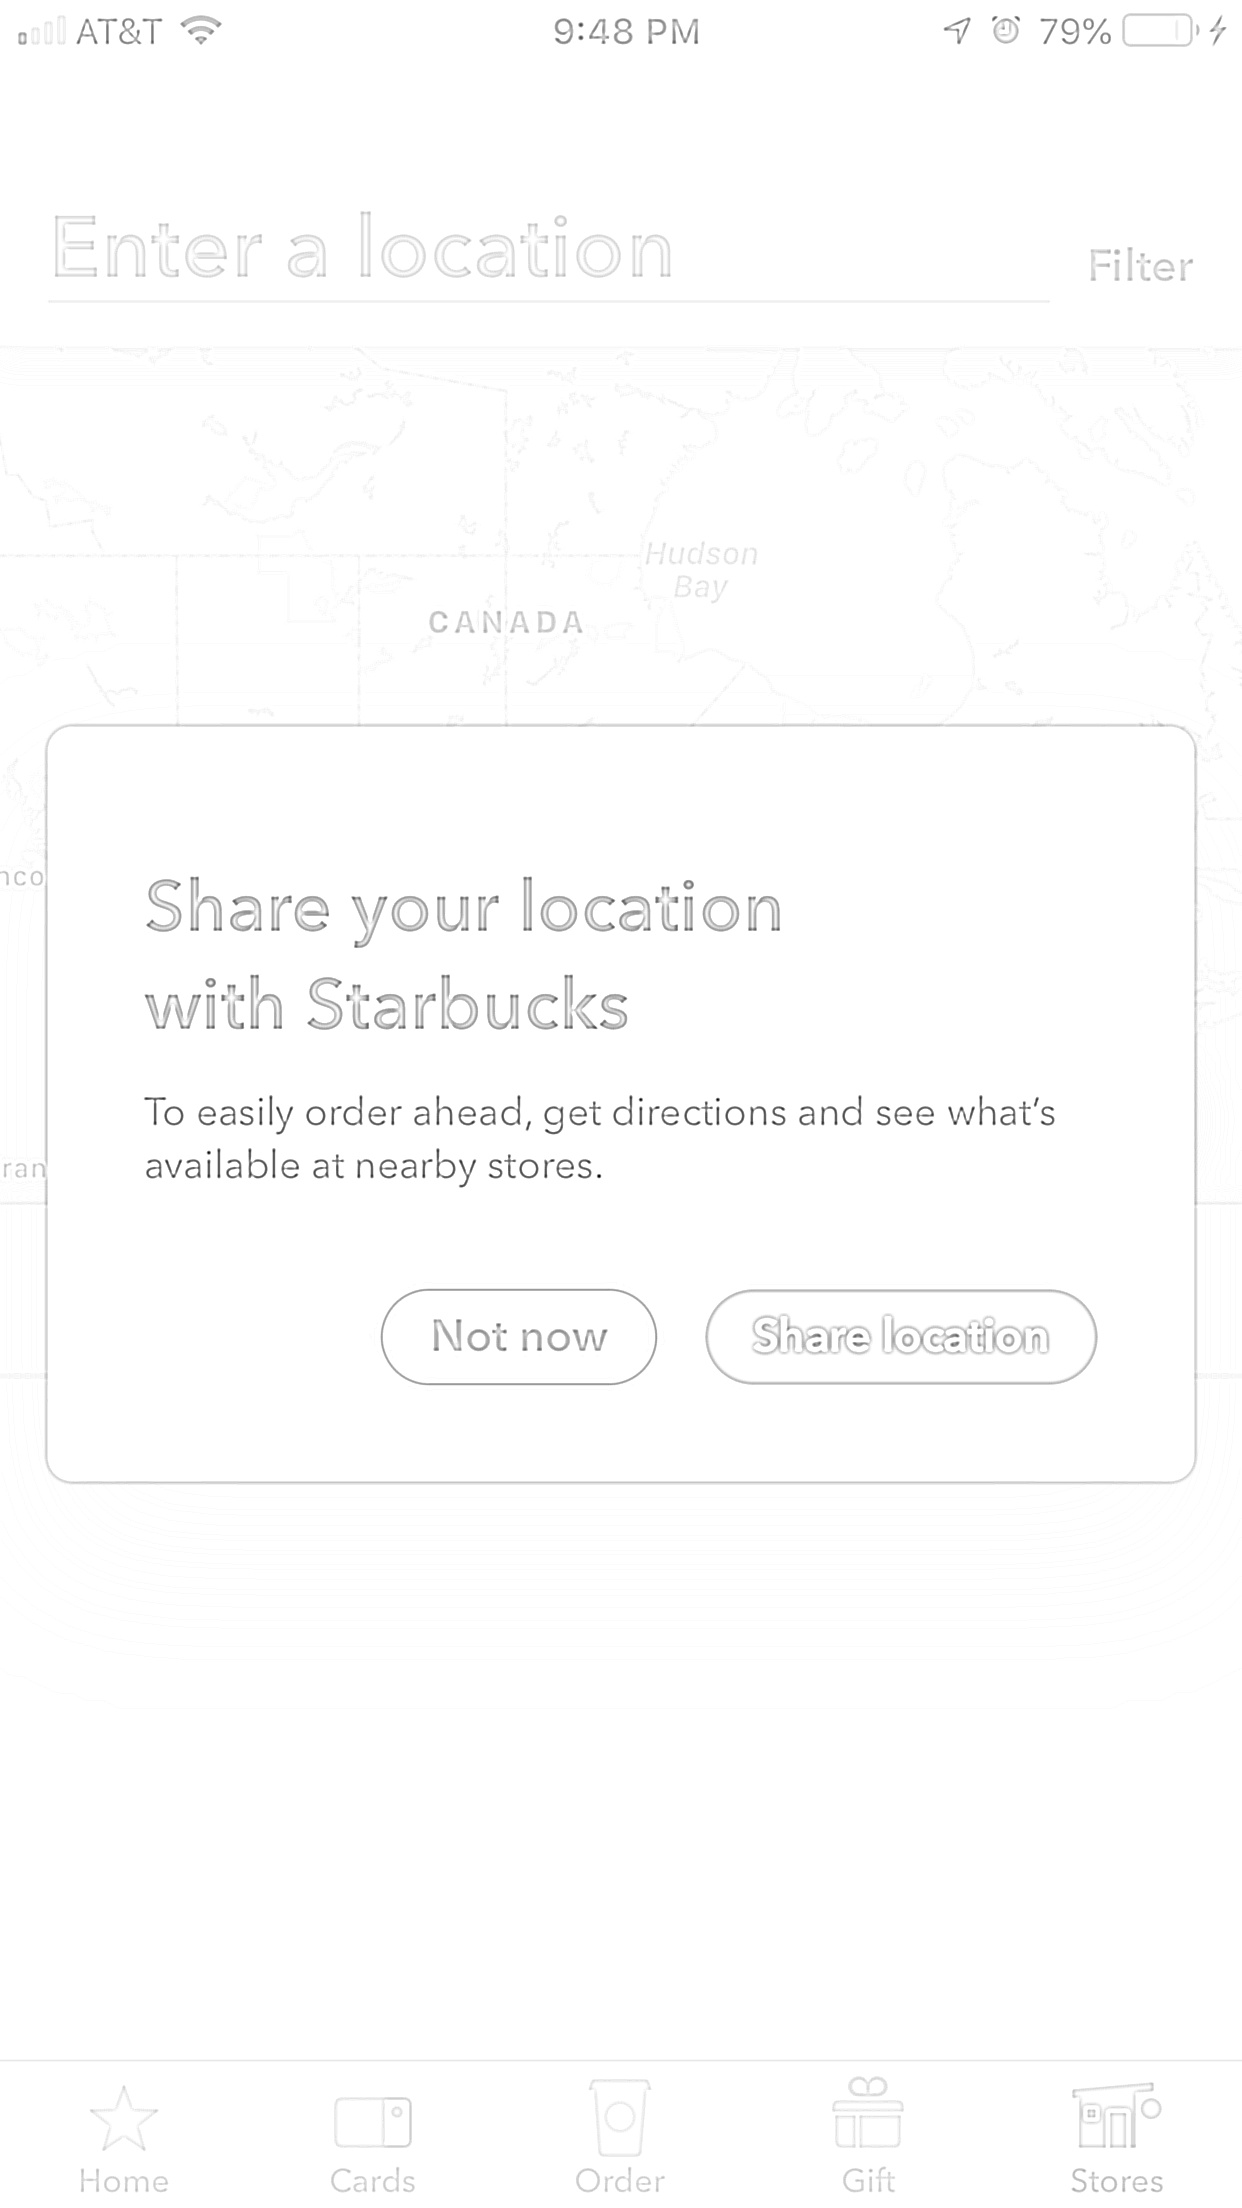 AT&T 9:48 PM 79%
Enter a location
Filter
Hudson
Bay
CANADA
nco
Share your location
with Starbucks
To easily order ahead, get directions and see what's
available at nearby stores.
ran
Not now Share location
Home Cards Order Gift Stores